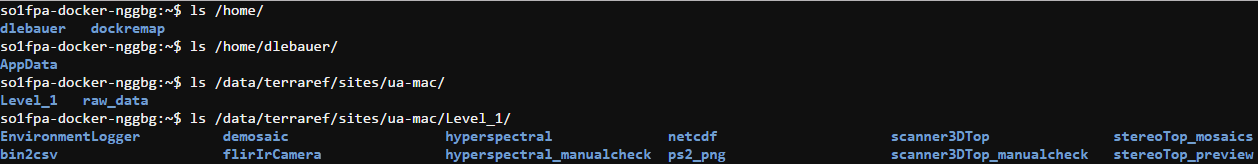 so1fpa-docker-nggbg:~$ ls /home/
dlebauer   dockremap
so1fpa-docker-nggbg:~$ ls /home/dlebauer/
AppData
so1fpa-docker-nggbg:~$ ls /data/terraref/sites/ua-mac/
Level_1   raw_data
so1fpa-docker-nggbg:~$ ls /data/terraref/sites/ua-mac/Level_1/
EnvironmentLogger   demosaic   hyperspectral   netcdf   scanner3DTop   stereoTop_mosaics
bin2csv   flirIrCamera   hyperspectral_manualcheck   ps2_png   scanner3DTop_manualcheck   stereoTop_preview